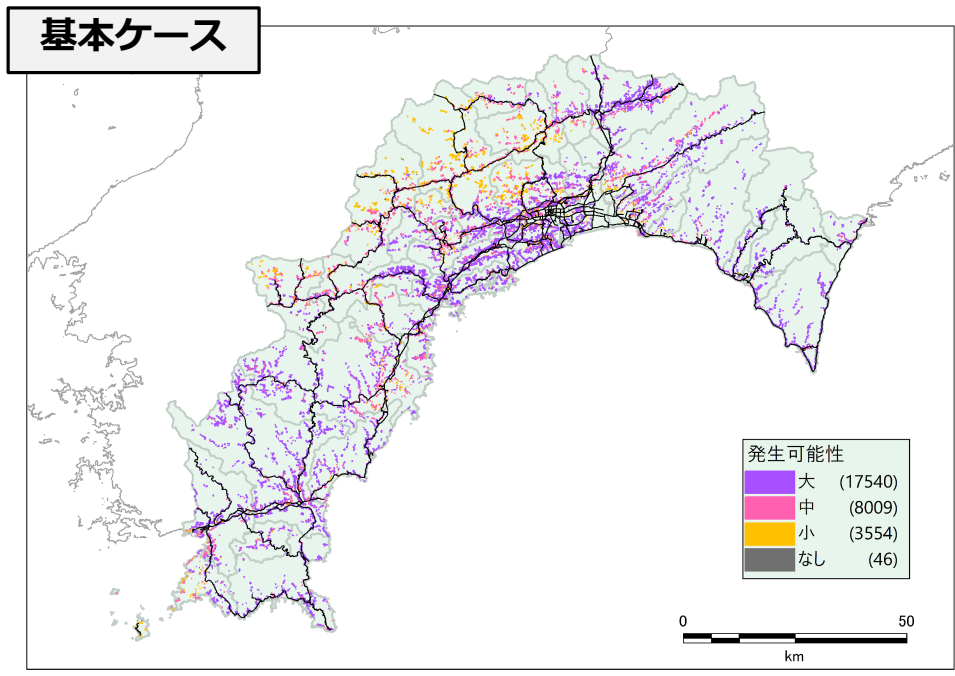 基本ケース
発生可能性
大 (17540)
中 (8009)
小 (3554)
なし (46)
0 50
km